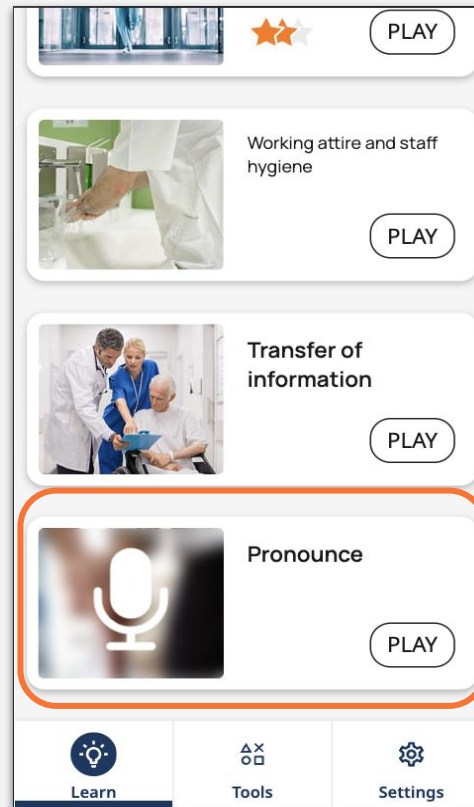 PLAY
Working attire and staff
hygiene
PLAY
Transfer of
information
PLAY
Pronounce
PLAY
Learn
Tools
Settings